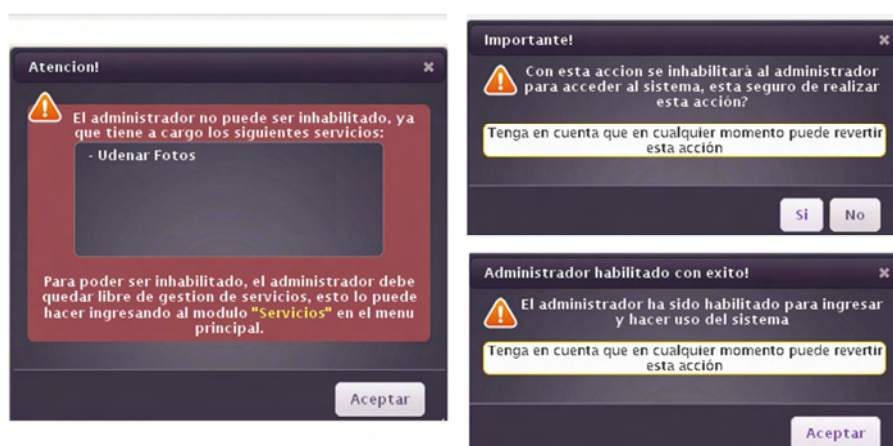 Atencion!
El administrador no puede ser inhabilitado, ya
que tiene a cargo los siguientes servicios:
- Udenar Fotos
Para poder ser inhabilitado, el administrador debe
quedar libre de gestion de servicios, esto lo puede
hacer ingresando al modulo "Servicios" en el menu
principal.
Aceptar
Importante!
Con esta accion se inhabilitará al administrador
para acceder al sistema, esta seguro de realizar
esta acción?
Tenga en cuenta que en cualquier momento puede revertir
esta acción
Si
No
Administrador habilitado con exito!
El administrador ha sido habilitado para ingresar
y hacer uso del sistema
Tenga en cuenta que en cualquier momento puede revertir
esta acción
Aceptar